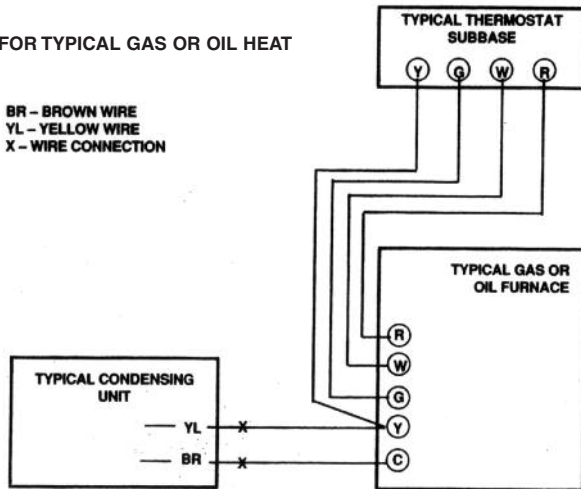 FOR TYPICAL GAS OR OIL HEAT
BR – BROWN WIRE
YL – YELLOW WIRE
X – WIRE CONNECTION
TYPICAL THERMOSTAT
SUBBASE
Y G W R
TYPICAL GAS OR
OIL FURNACE
R
W
G
Y
C
TYPICAL CONDENSING
UNIT
YL X
BR X